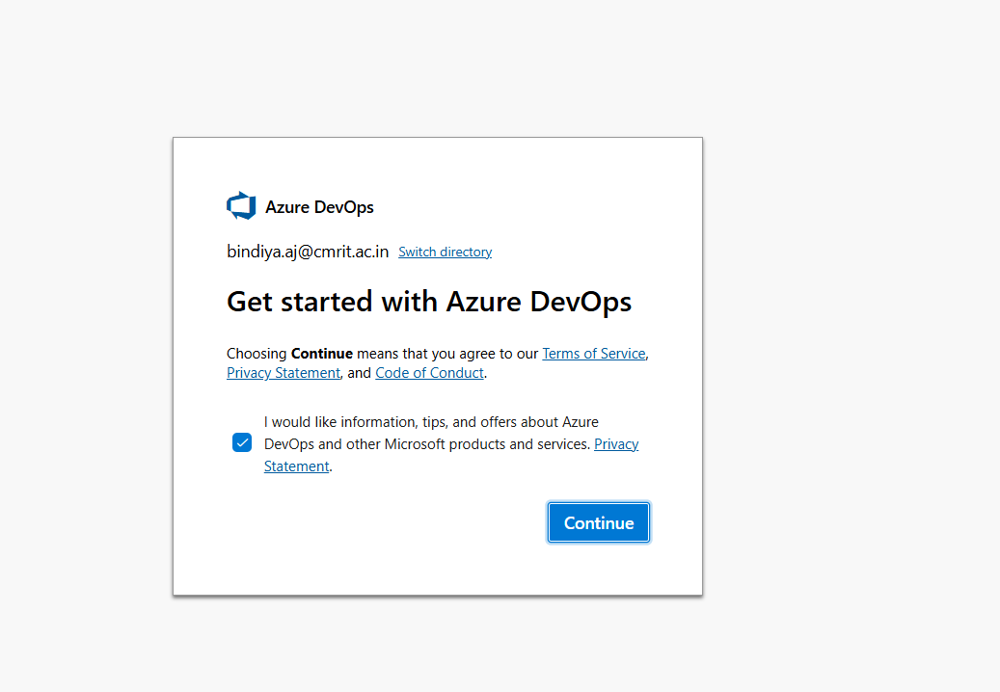 Azure DevOps
bindiya.aj@cmrit.ac.in Switch directory
Get started with Azure DevOps
Choosing Continue means that you agree to our Terms of Service,
Privacy Statement, and Code of Conduct.
I would like information, tips, and offers about Azure
DevOps and other Microsoft products and services. Privacy
Statement.
Continue